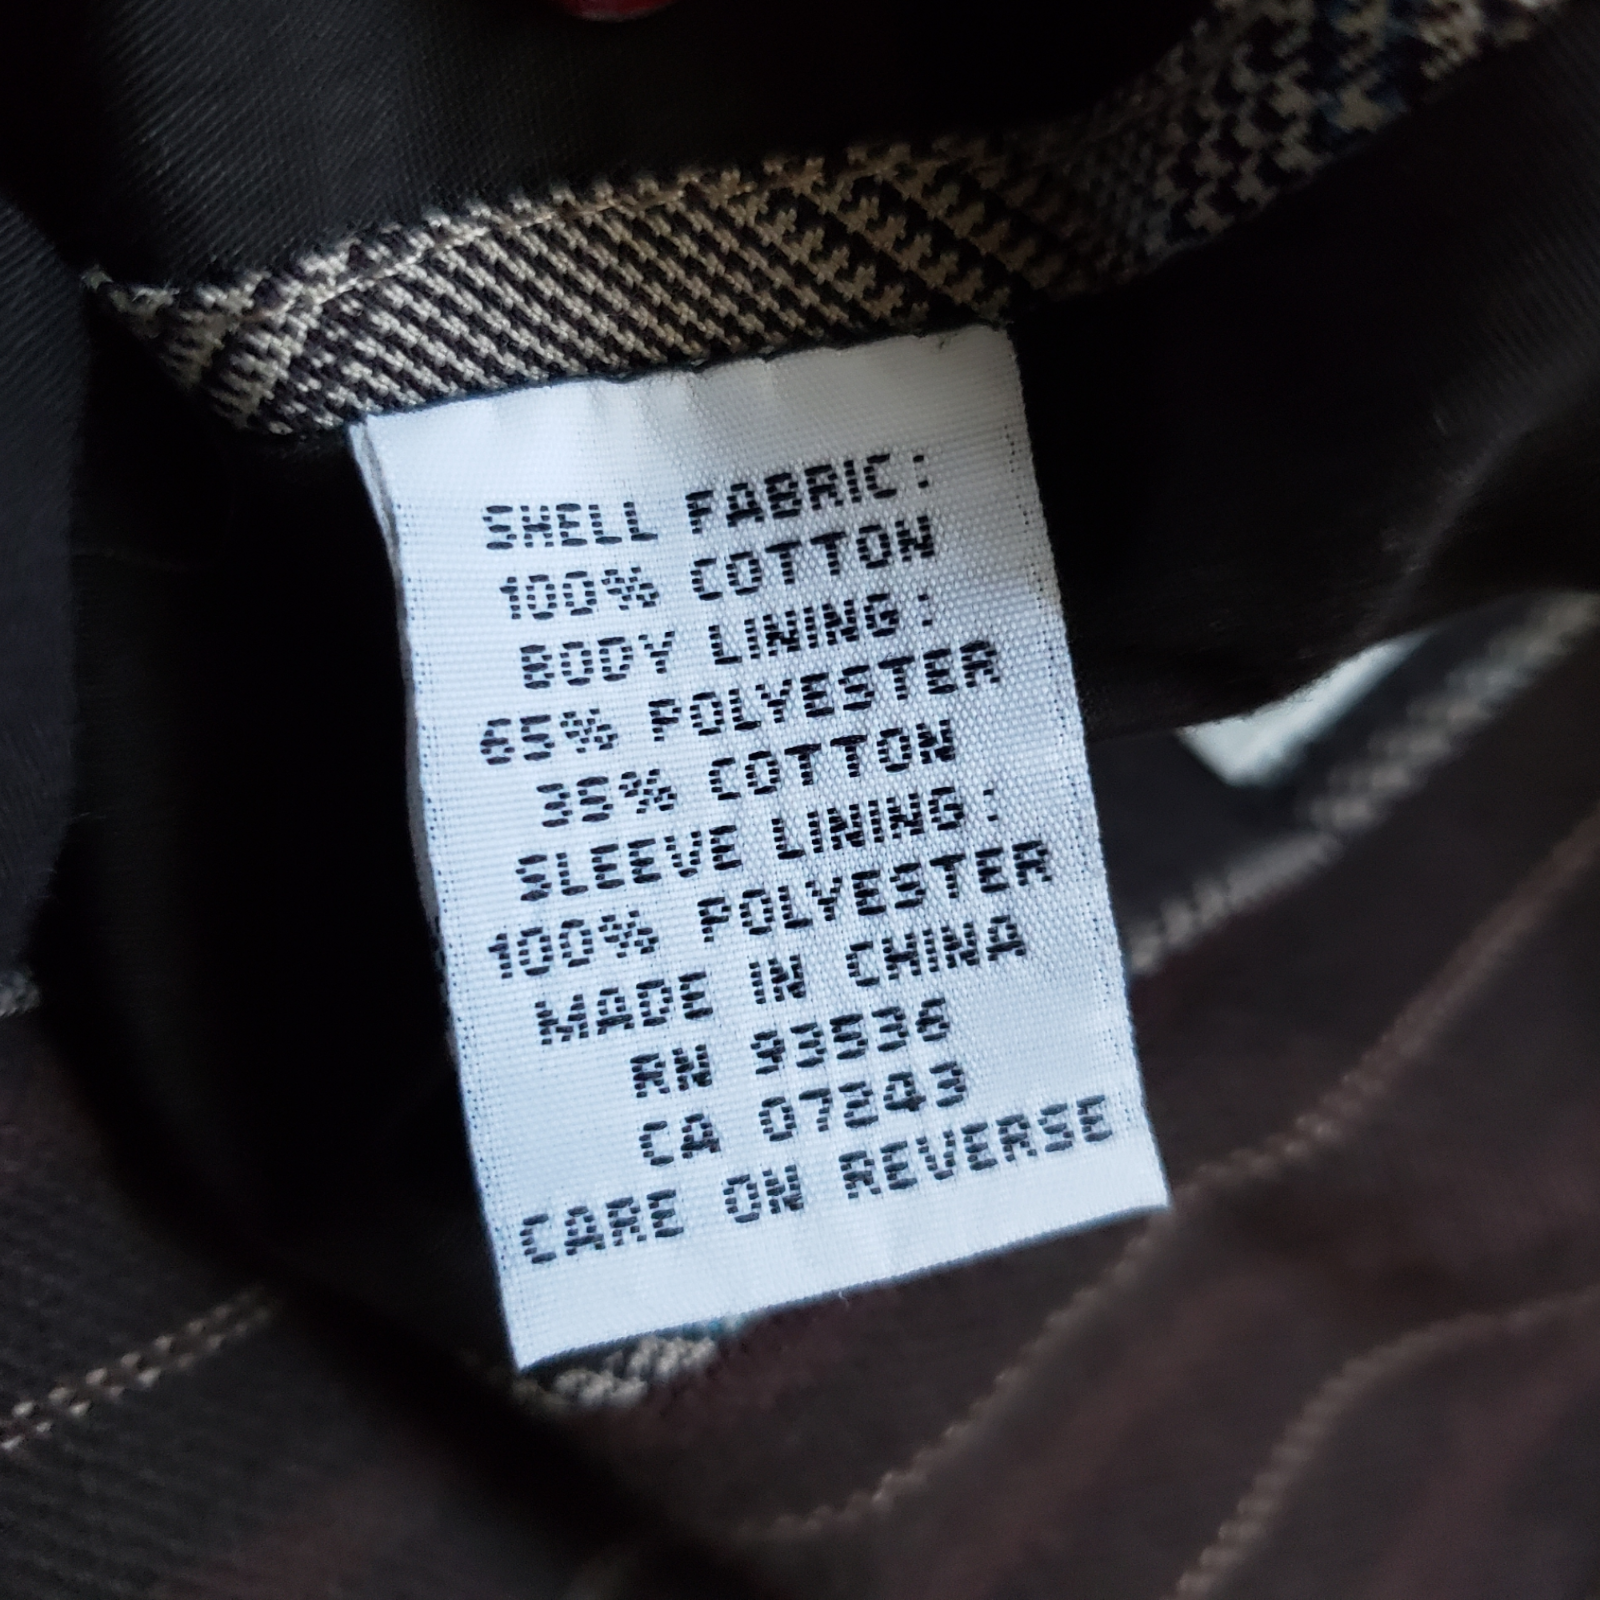 SHELL FABRIC:
100% COTTON
BODY LINING:
65% POLYESTER
35% COTTON
SLEEVE LINING:
100% POLYESTER
MADE IN CHINA
RN 93536
CA 07243
CARE ON REVERSE